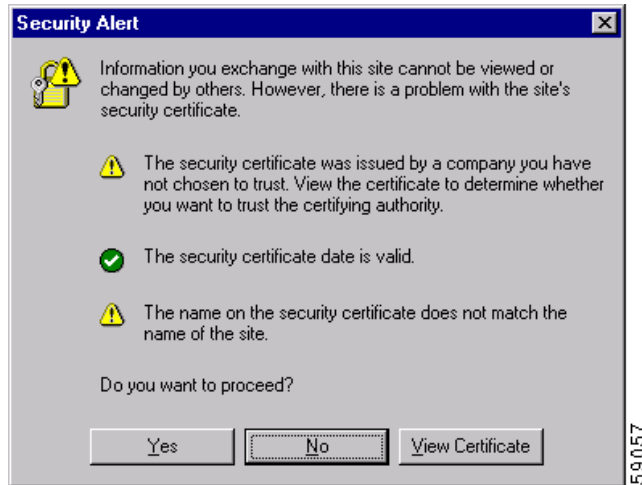 Security Alert
Information you exchange with this site cannot be viewed or
changed by others. However, there is a problem with the site's
security certificate.
The security certificate was issued by a company you have
not chosen to trust. View the certificate to determine whether
you want to trust the certifying authority.
The security certificate date is valid.
The name on the security certificate does not match the
name of the site.
Do you want to proceed?
Yes
No
View Certificate
59057